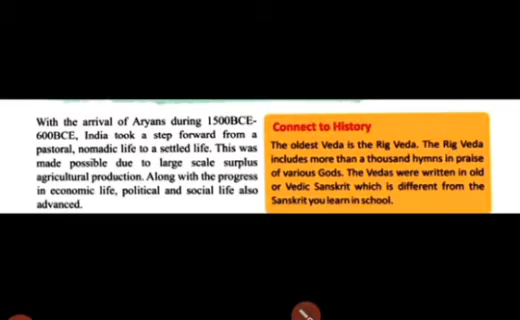 With the arrival of Aryans during 1500BCE-
600BCE, India took a step forward from a
pastoral, nomadic life to a settled life. This was
made possible due to large scale surplus
agricultural production. Along with the progress
in economic life, political and social life also
advanced.
Connect to History
The oldest Veda is the Rig Veda. The Rig Veda
includes more than a thousand hymns in praise
of various Gods. The Vedas were written in old
or Vedic Sanskrit which is different from the
Sanskrit you learn in school.